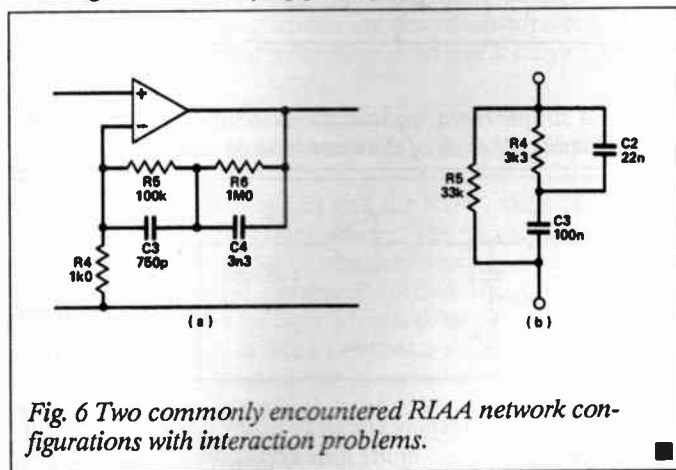 +
−
R5
100k
R6
1M0
C3
750p
C4
3n3
R4
1k0
(a)
R5
33k
R4
3k3
C2
22n
C3
100n
(b)
Fig. 6 Two commonly encountered RIAA network con-
figurations with interaction problems.